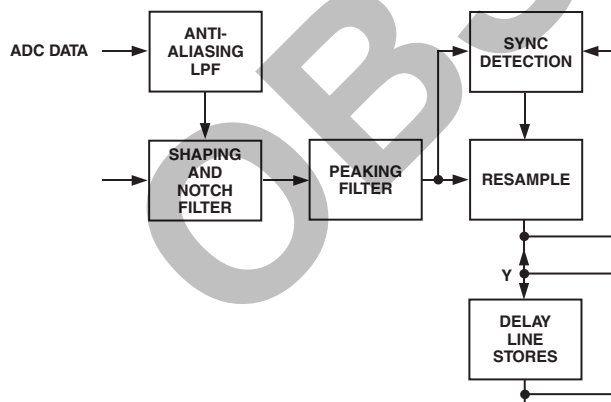 ADC DATA
ANTI-
ALIASING
LPF
SYNC
DETECTION
SHAPING
AND
NOTCH
FILTER
PEAKING
FILTER
RESAMPLE
Y
DELAY
LINE
STORES